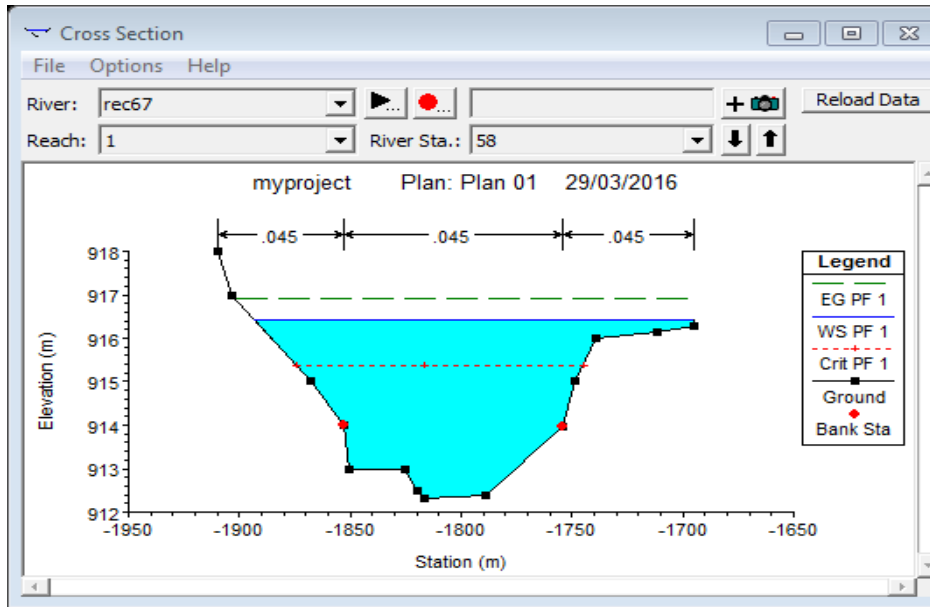 Cross Section
File Options Help
River: rec67 ... ... + Reload Data
Reach: 1 River Sta.: 58
myproject Plan: Plan 01 29/03/2016
.045 .045 .045
918
917
916
915
914
913
912
Elevation (m)
-1950 -1900 -1850 -1800 -1750 -1700 -1650
Station (m)
Legend
EG PF 1
WS PF 1
Crit PF 1
Ground
Bank Sta